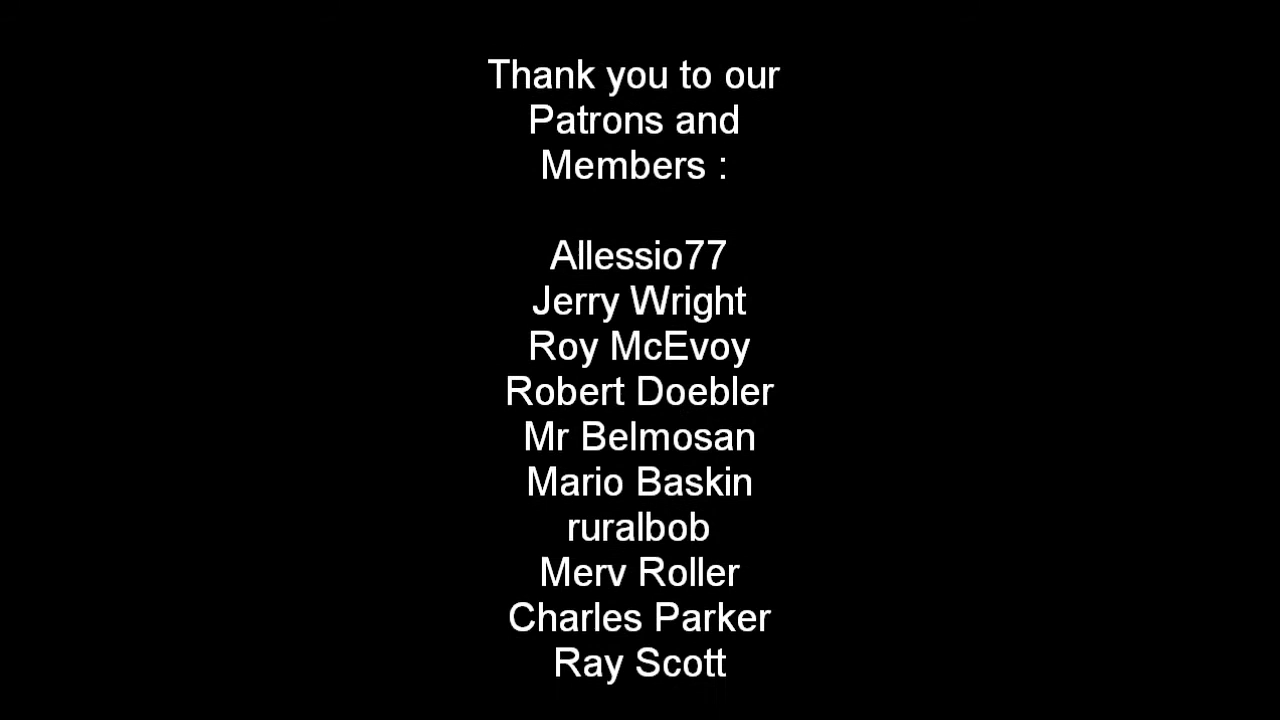 Thank you to our
Patrons and
Members :
Allessio77
Jerry Wright
Roy McEvoy
Robert Doebler
Mr Belmosan
Mario Baskin
ruralbob
Merv Roller
Charles Parker
Ray Scott